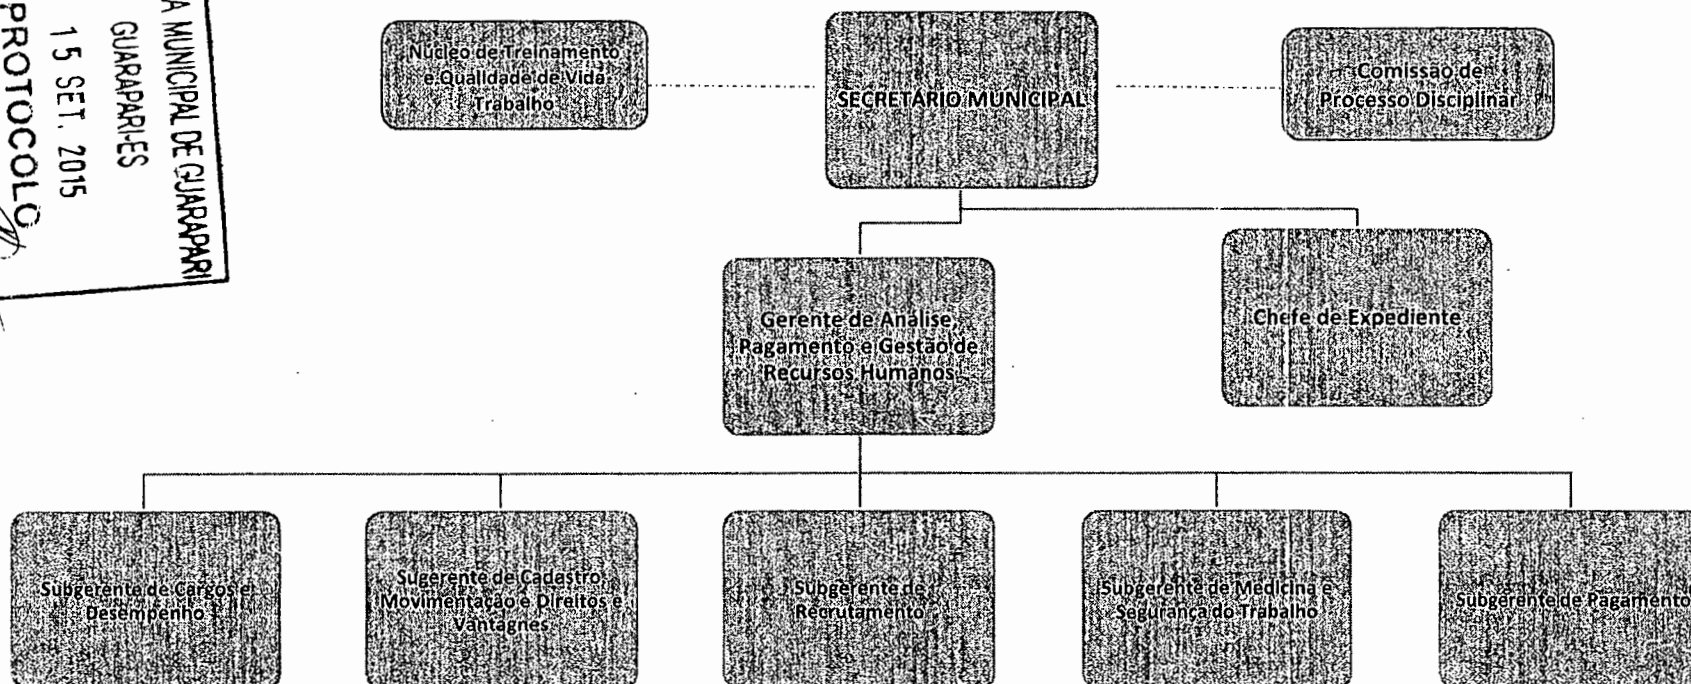 A MUNICIPAL DE GUARAPARI
GUARAPARI-ES
15 SET. 2015
PROTOCOLO
Núcleo de Treinamento
e Qualidade de Vida
Trabalho
SECRETÁRIO MUNICIPAL
Comissão de
Processo Disciplinar
Gerente de Análise,
Pagamento e Gestão de
Recursos Humanos
Chefe de Expediente
Subgerente de Cargos e
Desempenho
Sugerente de Cadastro,
Movimentação e Direitos e
Vantagnes
Subgerente de
Recrutamento
Subgerente de Medicina e
Segurança do Trabalho
Subgerente de Pagamento